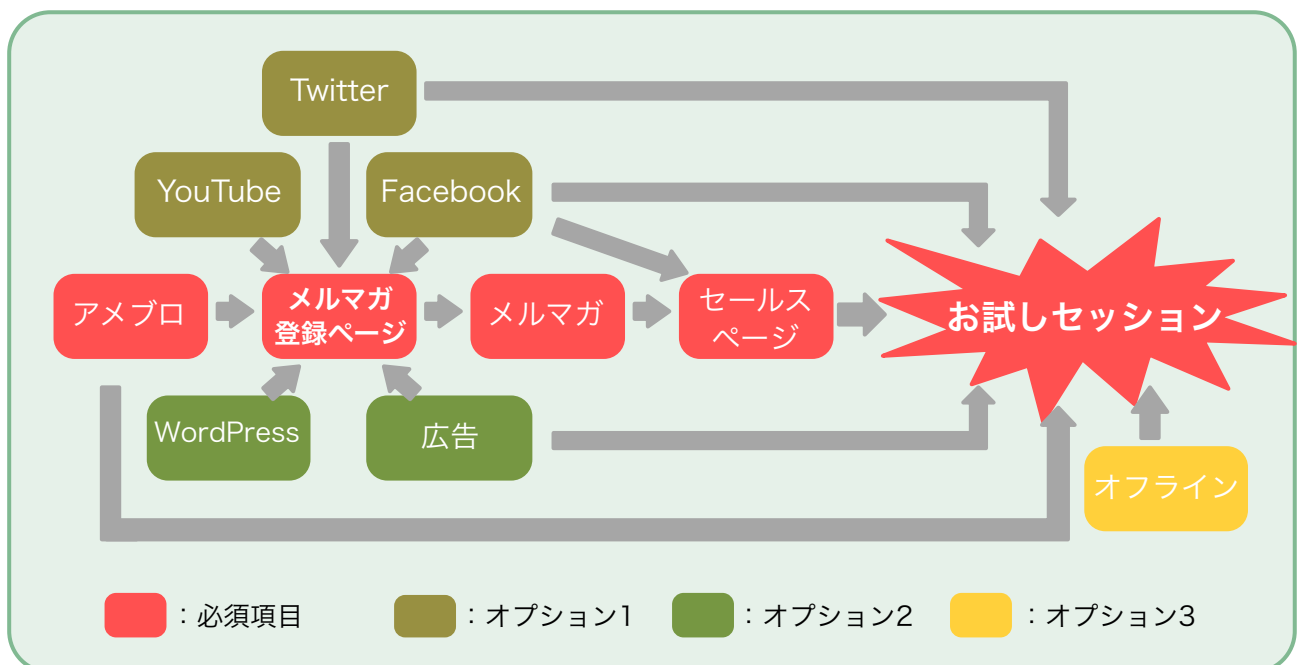 Twitter
YouTube
Facebook
アメブロ
メルマガ
登録ページ
メルマガ
セールス
ページ
お試しセッション
WordPress
広告
オフライン
：必須項目
：オプション1
：オプション2
：オプション3